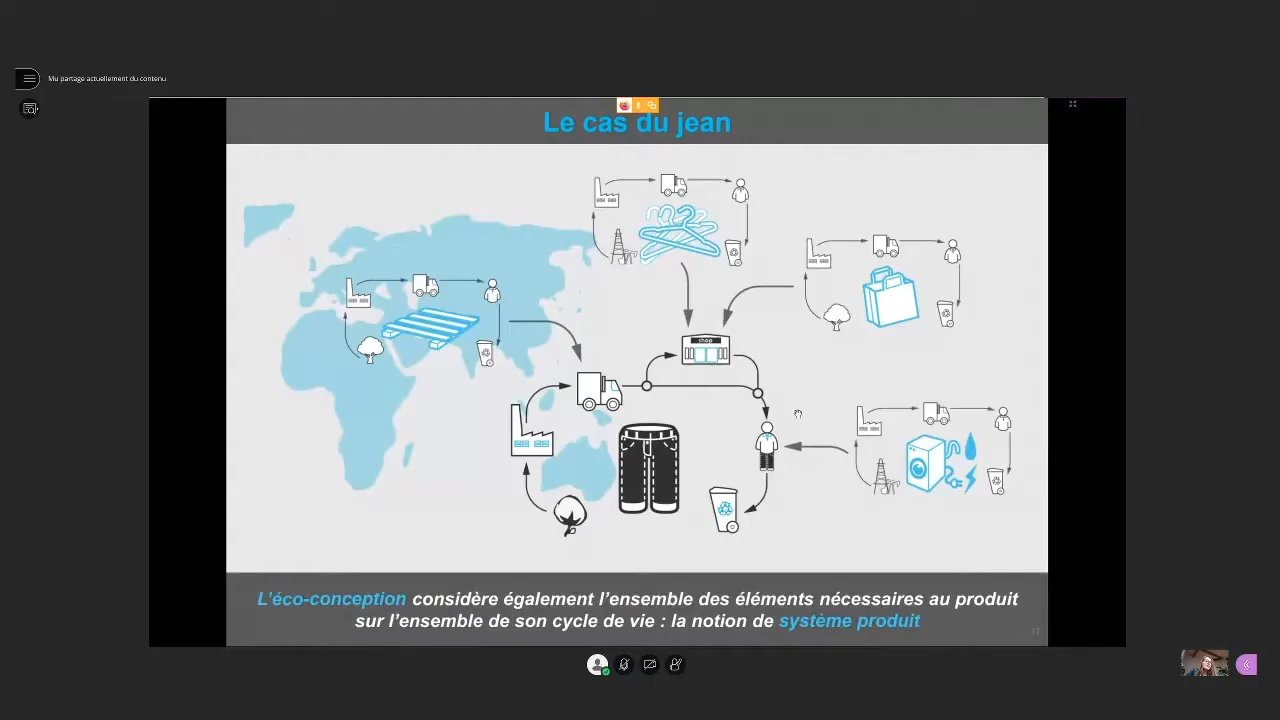 Mu partage actuellement du contenu
Le cas du jean
shop
L'éco-conception considère également l'ensemble des éléments nécessaires au produit
sur l'ensemble de son cycle de vie : la notion de système produit
17